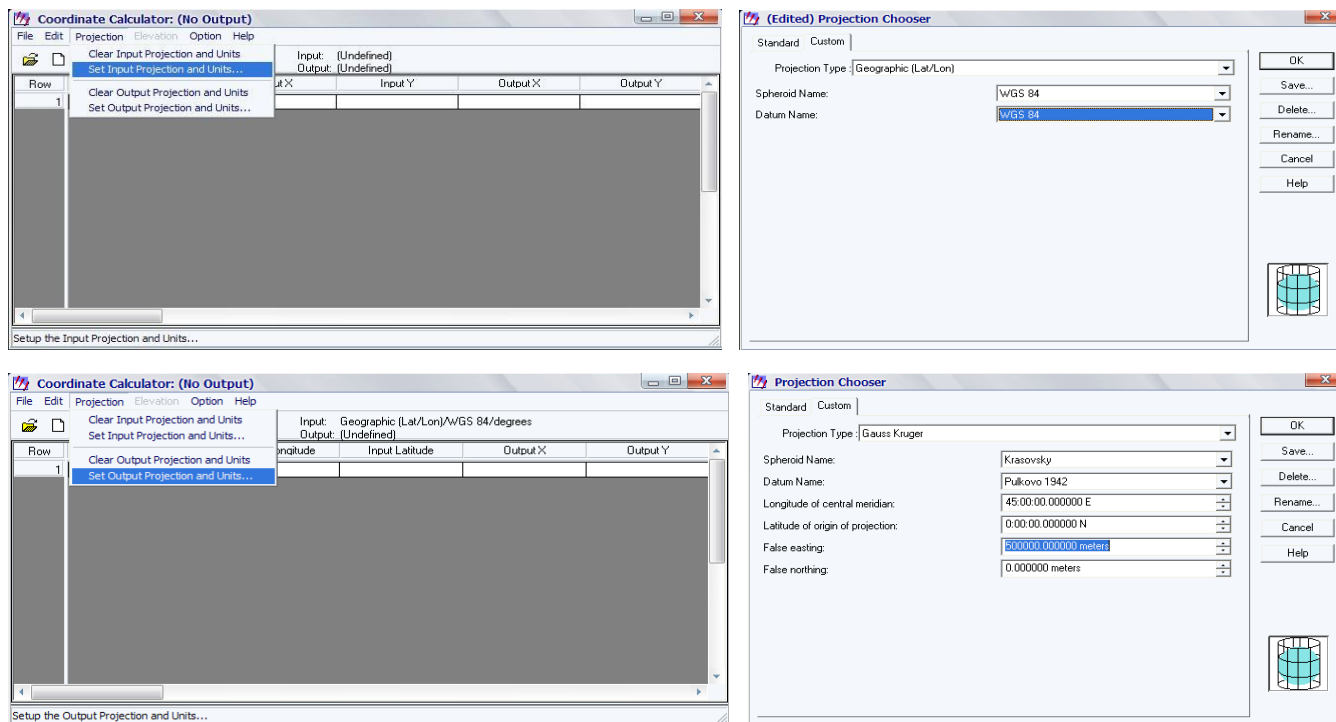 Coordinate Calculator: (No Output)
File Edit Projection Elevation Option Help
Clear Input Projection and Units
Set Input Projection and Units...
Clear Output Projection and Units
Set Output Projection and Units...
Input: (Undefined)
Output: (Undefined)
Row ut X Input Y Output X Output Y
1
Setup the Input Projection and Units...
(Edited) Projection Chooser
Standard Custom
Projection Type : Geographic (Lat/Lon)
Spheroid Name: WGS 84
Datum Name: WGS 84
OK
Save...
Delete...
Rename...
Cancel
Help
Coordinate Calculator: (No Output)
File Edit Projection Elevation Option Help
Clear Input Projection and Units
Set Input Projection and Units...
Clear Output Projection and Units
Set Output Projection and Units...
Input: Geographic (Lat/Lon)/WGS 84/degrees
Output: (Undefined)
Row ongitude Input Latitude Output X Output Y
1
Setup the Output Projection and Units...
Projection Chooser
Standard Custom
Projection Type : Gauss Kruger
Spheroid Name: Krasovsky
Datum Name: Pulkovo 1942
Longitude of central meridian: 45:00:00.000000 E
Latitude of origin of projection: 0:00:00.000000 N
False easting: 500000.000000 meters
False northing: 0.000000 meters
OK
Save...
Delete...
Rename...
Cancel
Help